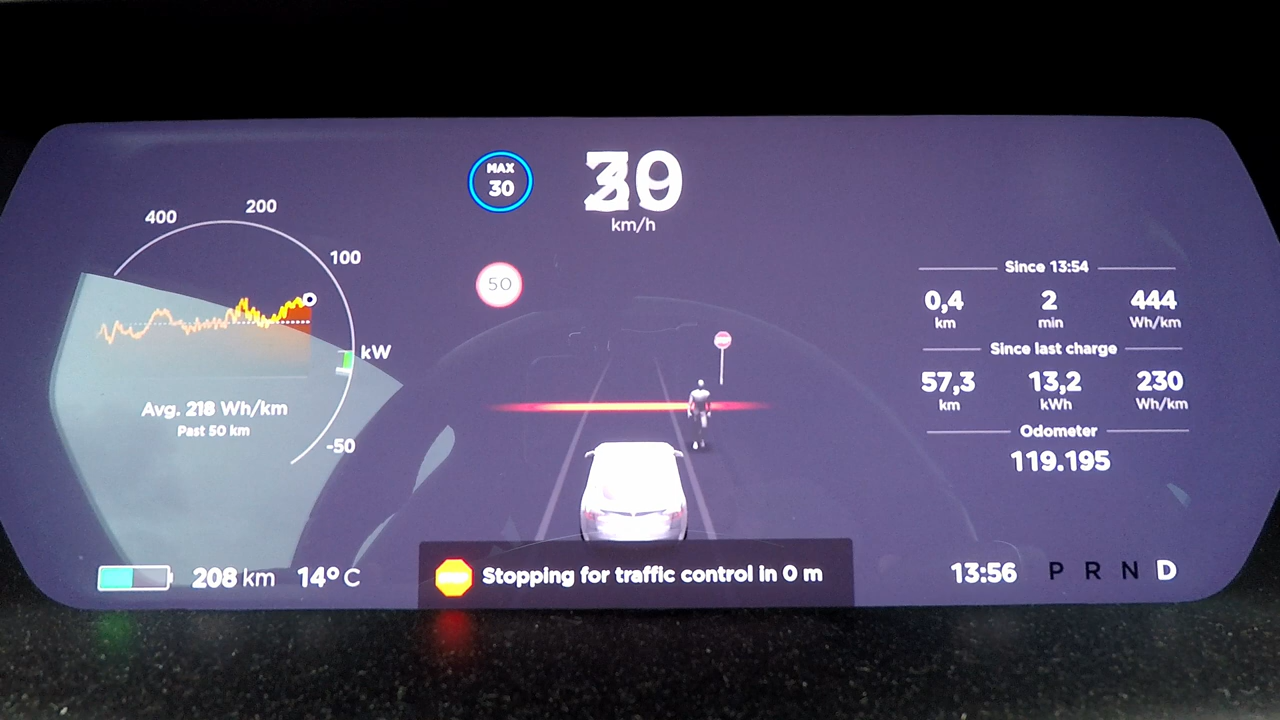 MAX
30
km/h
50
400
200
100
kW
-50
Avg. 218 Wh/km
Past 50 km
Since 13:54
0,4 2 444
km min Wh/km
Since last charge
57,3 13,2 230
km kWh Wh/km
Odometer
119.195
208 km 14° C
Stopping for traffic control in 0 m
13:56 P R N D